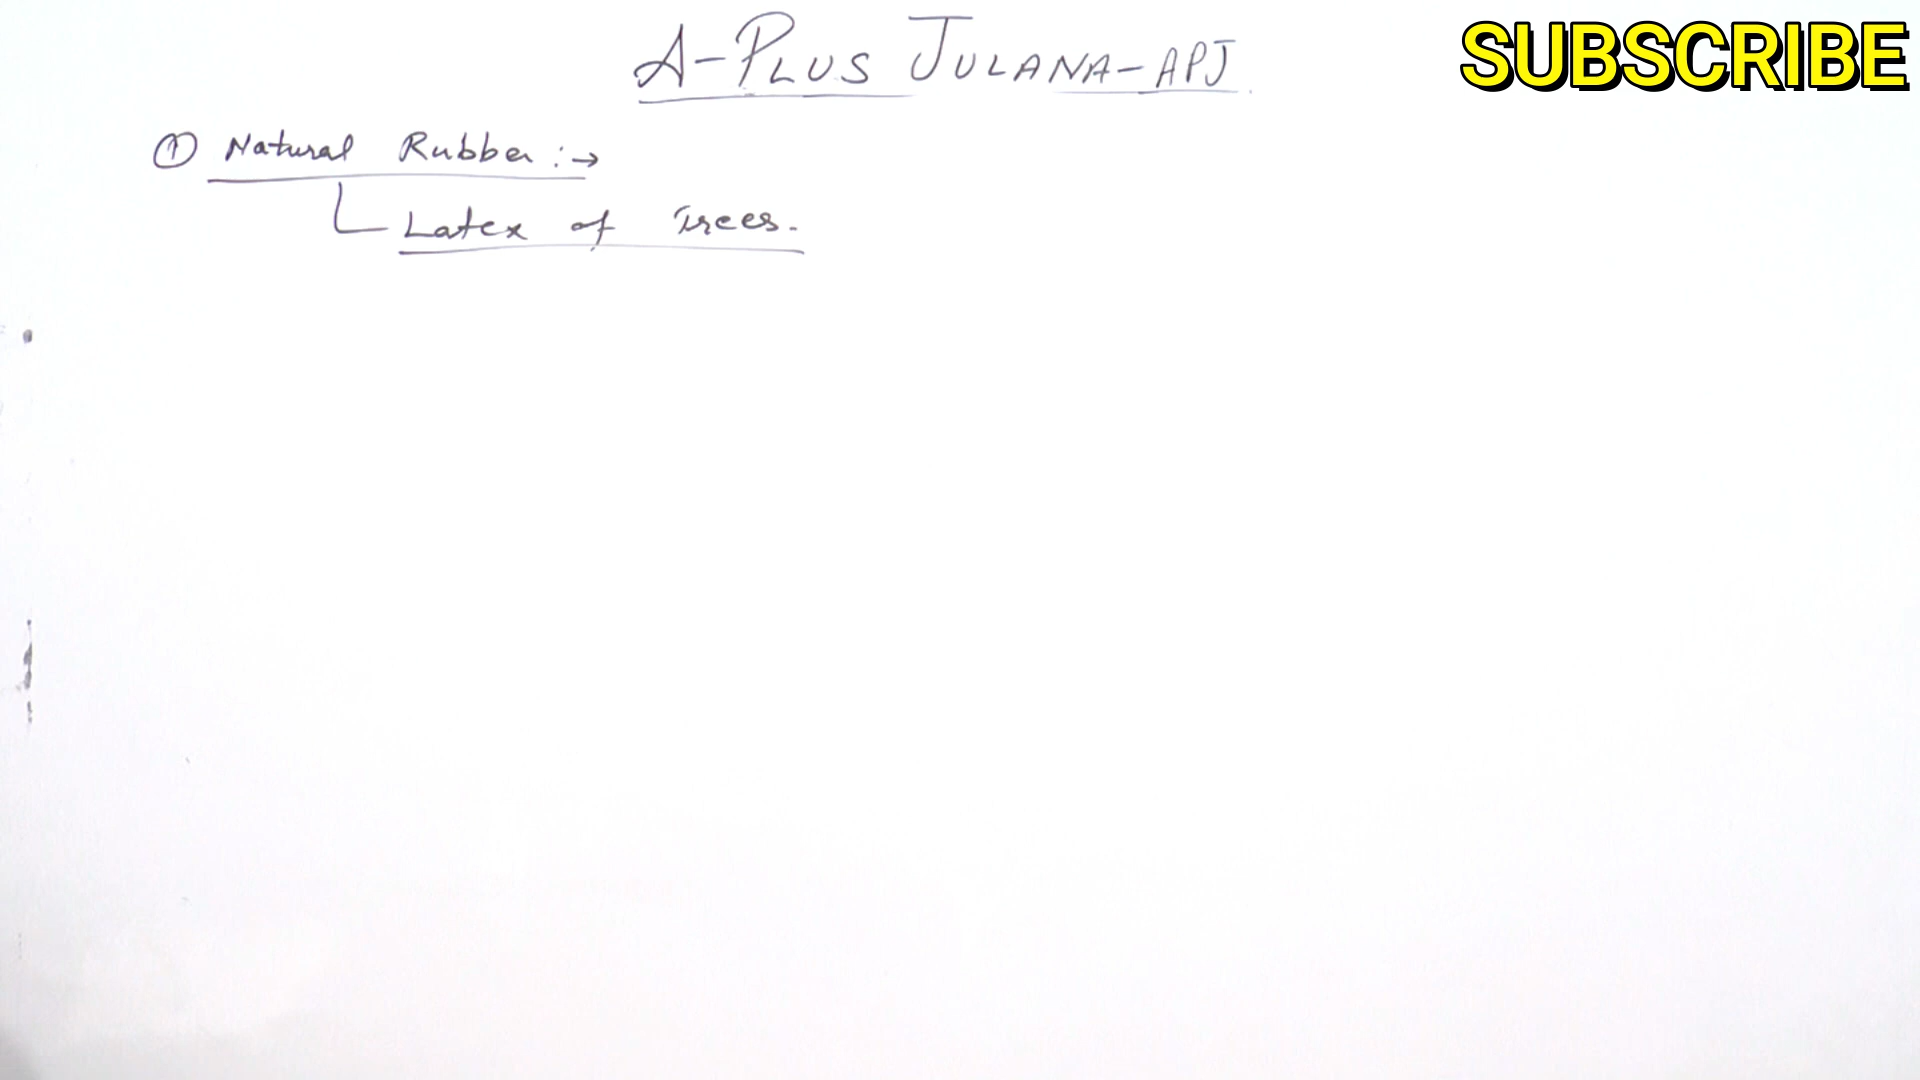 A-PLUS JULANA-APJ
SUBSCRIBE
① Natural Rubber :→
Latex of Trees.